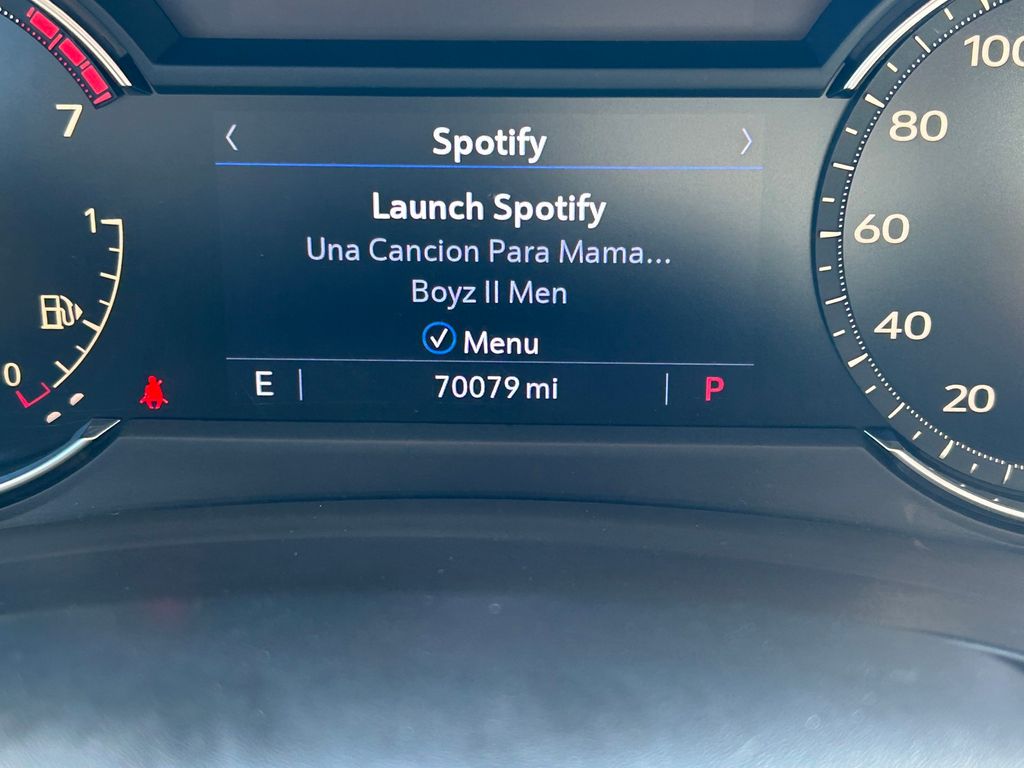 Spotify
Launch Spotify
Una Cancion Para Mama...
Boyz II Men
Menu
E
70079 mi
P
7
1
0
100
80
60
40
20